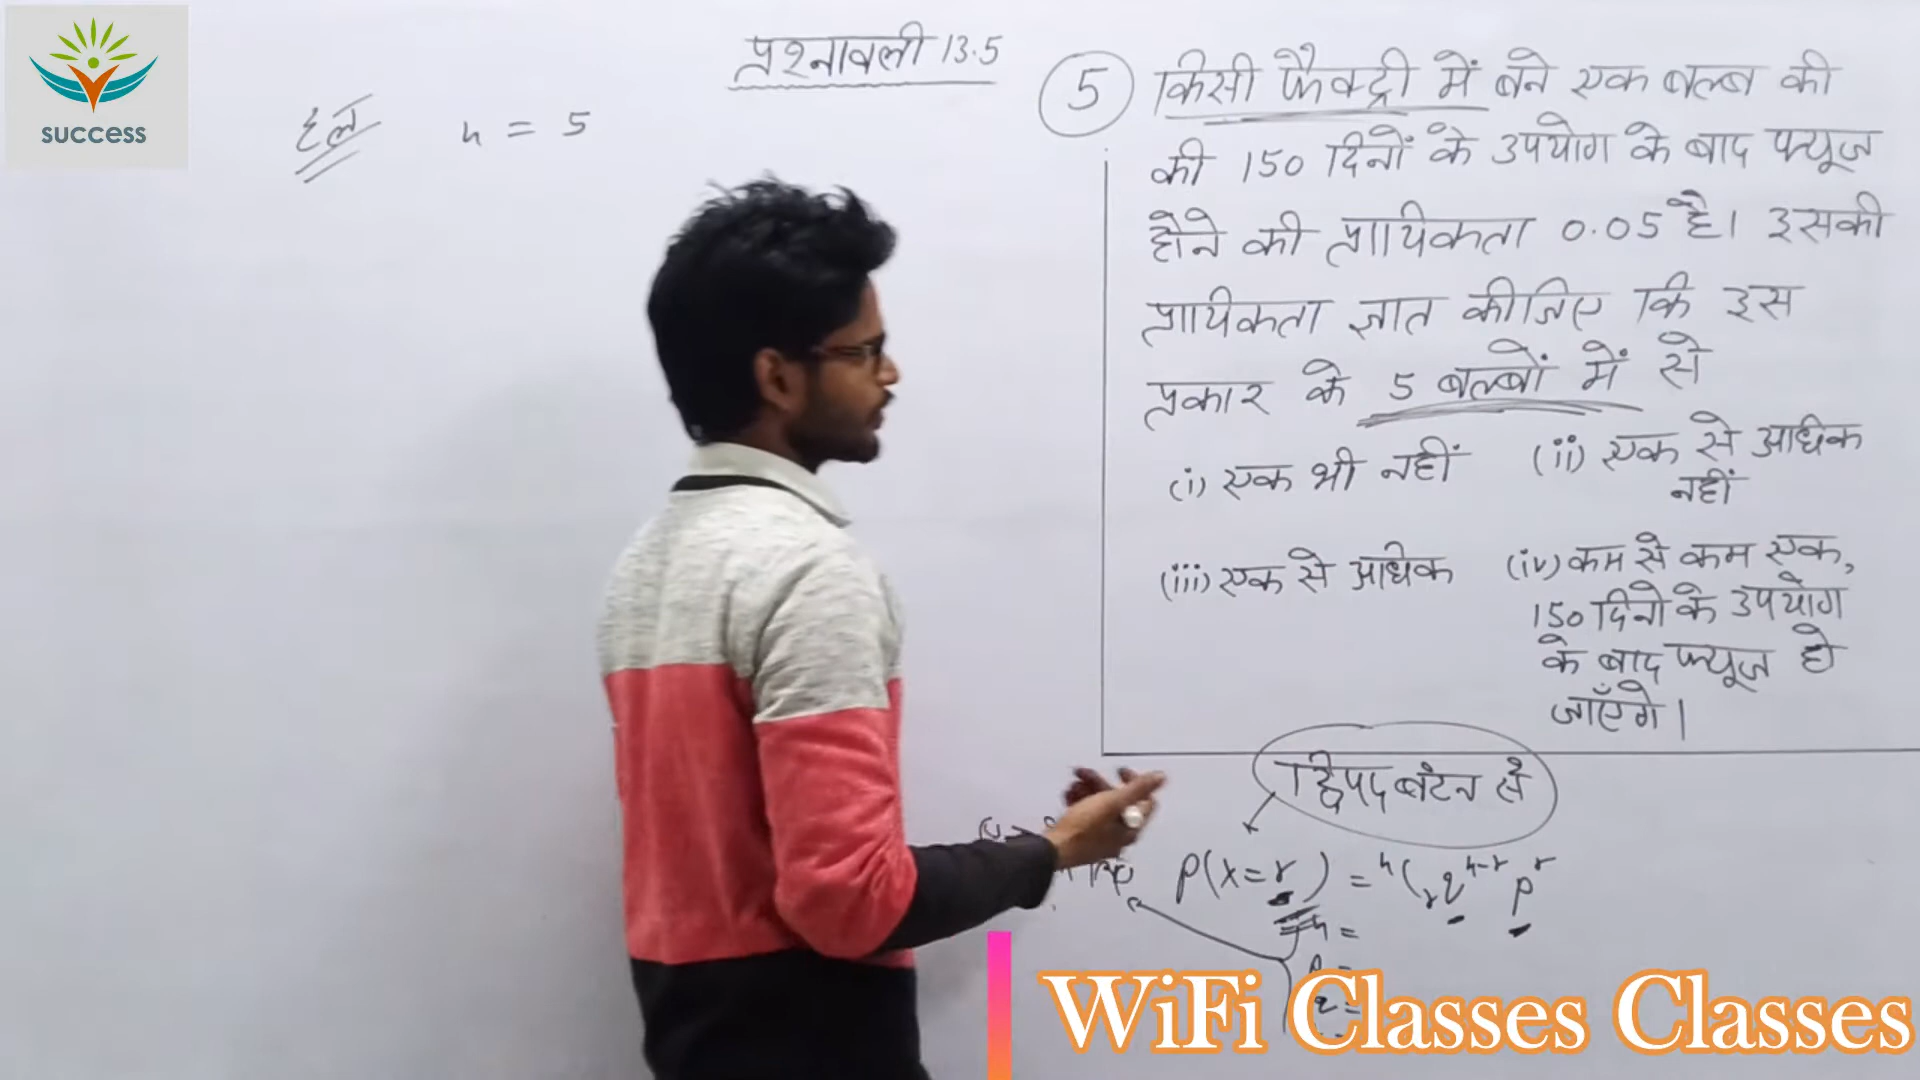 success
प्रश्नावली 13.5
हल n = 5
5 किसी फैक्ट्री में बने एक बल्ब की
की 150 दिनों के उपयोग के बाद फ्यूज
होने की प्रायिकता 0.05 है। इसकी
प्रायिकता ज्ञात कीजिए कि इस
प्रकार के 5 बल्बों में से
(i) एक भी नहीं (ii) एक से अधिक
नहीं
(iii) एक से अधिक (iv) कम से कम एक,
150 दिनो के उपयोग
के बाद फ्यूज हो
जाएँगे।
द्विपद बंटन से
P(X=r) = ⁿCᵣ qⁿ⁻ʳ pʳ
n =
p =
q =
WiFi Classes Classes